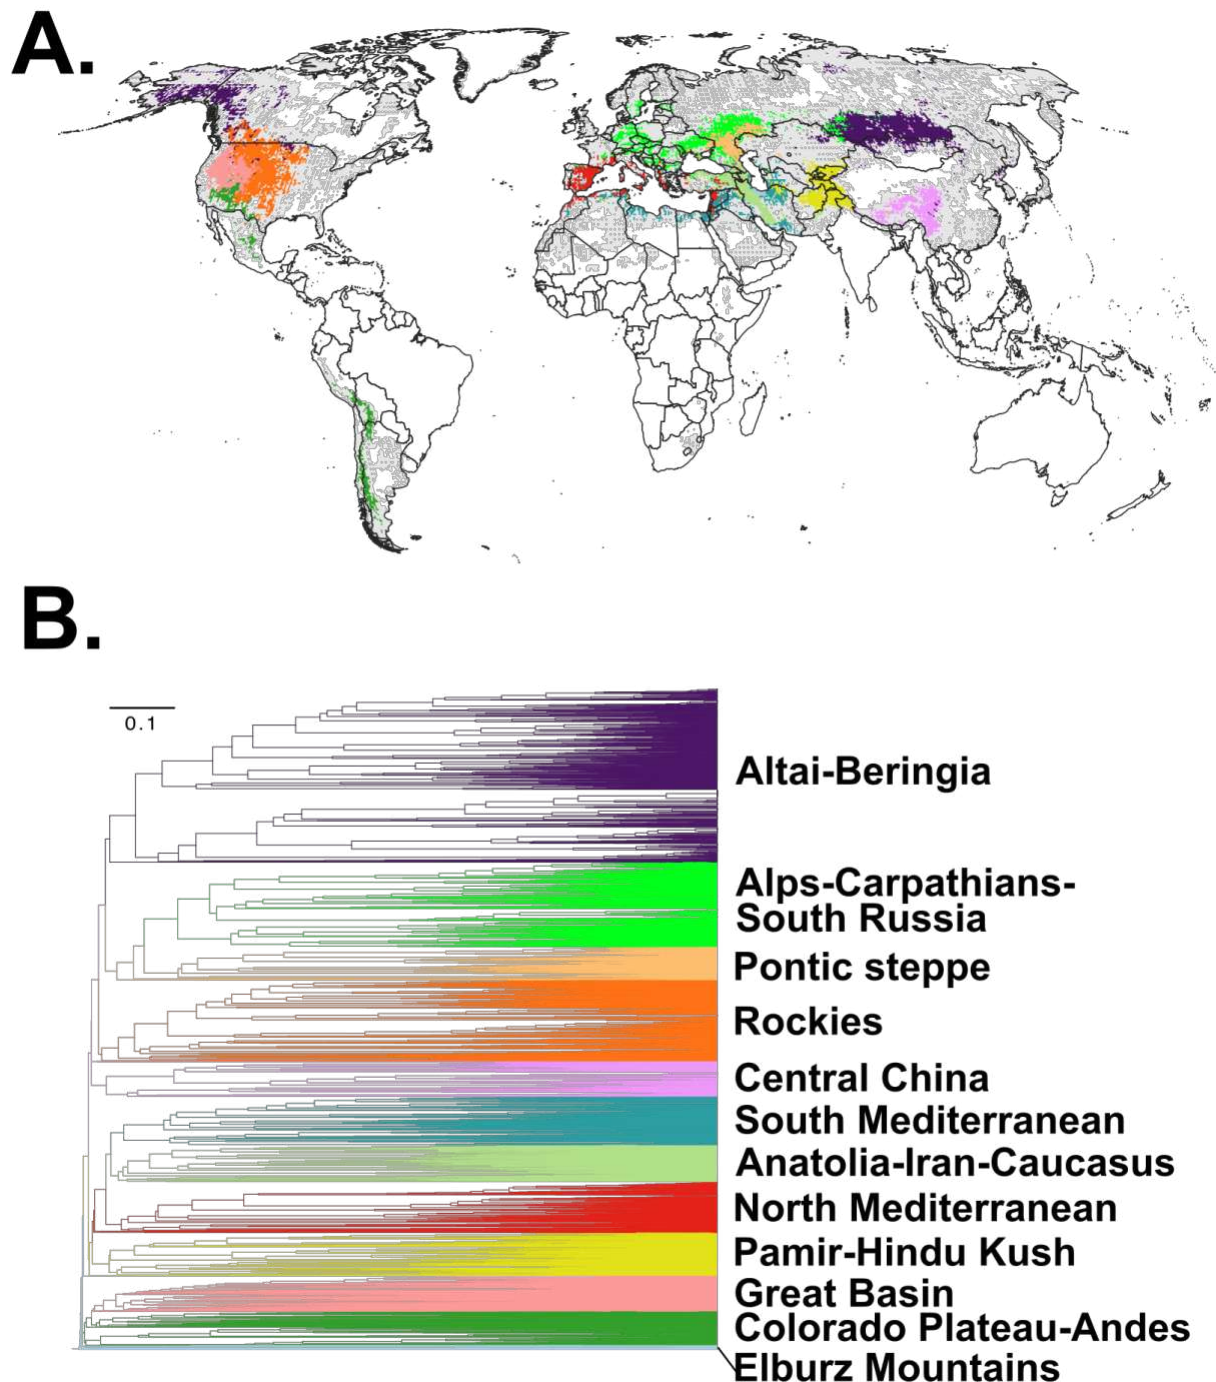 A.
B.
0.1
Altai-Beringia
Alps-Carpathians-
South Russia
Pontic steppe
Rockies
Central China
South Mediterranean
Anatolia-Iran-Caucasus
North Mediterranean
Pamir-Hindu Kush
Great Basin
Colorado Plateau-Andes
Elburz Mountains